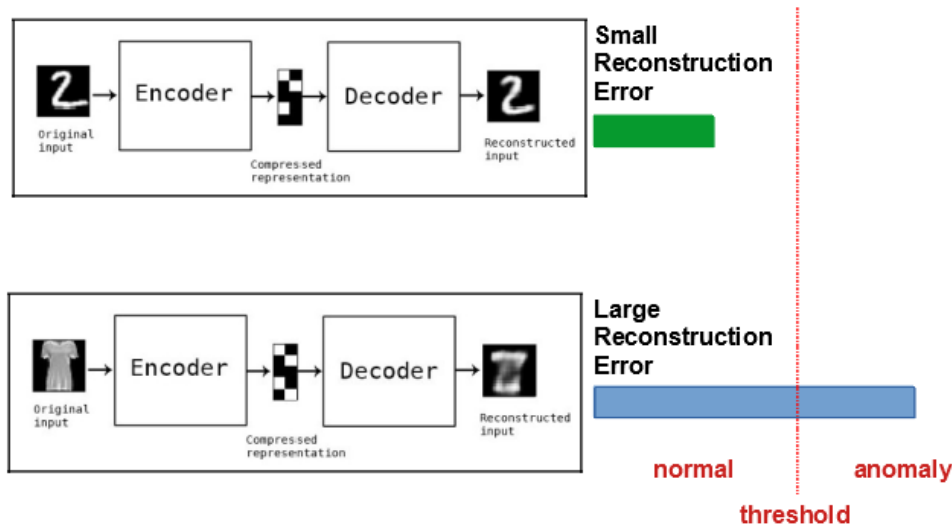 Small
Reconstruction
Error
Encoder
Decoder
Original
input
Compressed
representation
Reconstructed
input
Large
Reconstruction
Error
Encoder
Decoder
Original
input
Compressed
representation
Reconstructed
input
normal
anomaly
threshold